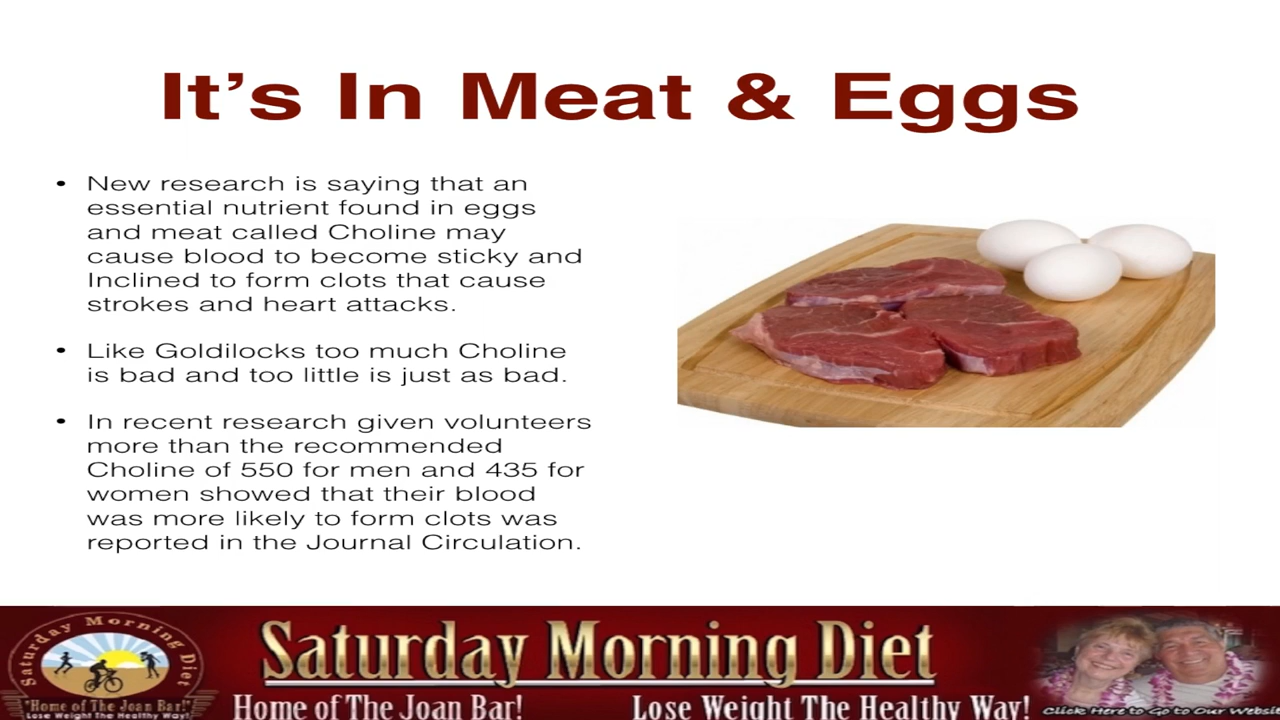 It’s In Meat & Eggs
• New research is saying that an
essential nutrient found in eggs
and meat called Choline may
cause blood to become sticky and
Inclined to form clots that cause
strokes and heart attacks.
• Like Goldilocks too much Choline
is bad and too little is just as bad.
• In recent research given volunteers
more than the recommended
Choline of 550 for men and 435 for
women showed that their blood
was more likely to form clots was
reported in the Journal Circulation.
Saturday Morning Diet
"Home of The Joan Bar!"
Lose Weight The Healthy Way!
Saturday Morning Diet
Home of The Joan Bar! Lose Weight The Healthy Way!
Click Here to Go to Our Websit